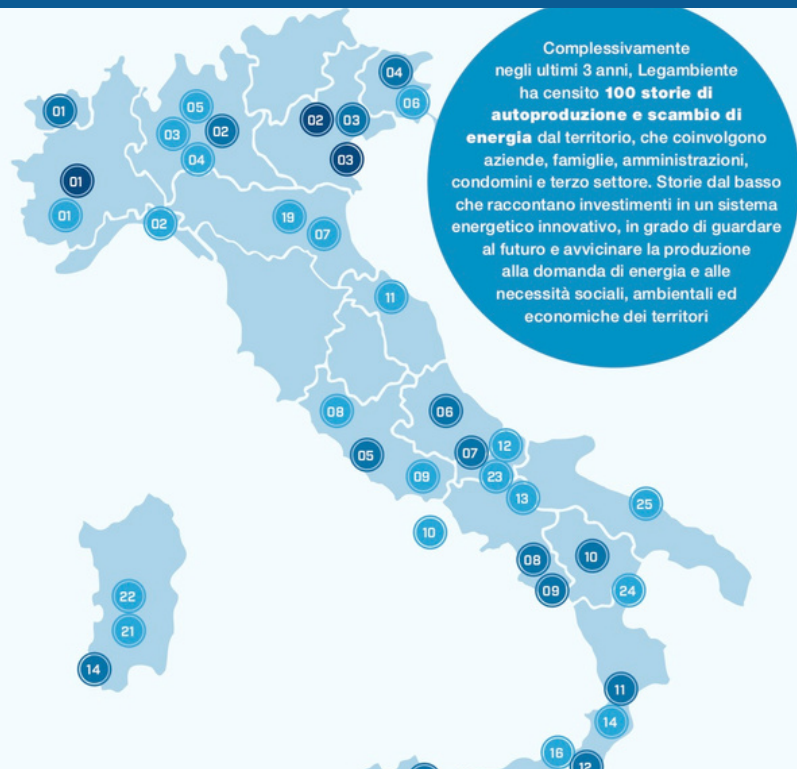 Complessivamente
negli ultimi 3 anni, Legambiente
ha censito 100 storie di
autoproduzione e scambio di
energia dal territorio, che coinvolgono
aziende, famiglie, amministrazioni,
condomini e terzo settore. Storie dal basso
che raccontano investimenti in un sistema
energetico innovativo, in grado di guardare
al futuro e avvicinare la produzione
alla domanda di energia e alle
necessità sociali, ambientali ed
economiche dei territori
04
01
05
06
03
02
02
03
04
03
01
01
02
19
07
11
08
06
05
07
12
09
23
13
25
10
08
10
09
24
22
21
14
11
14
16
12